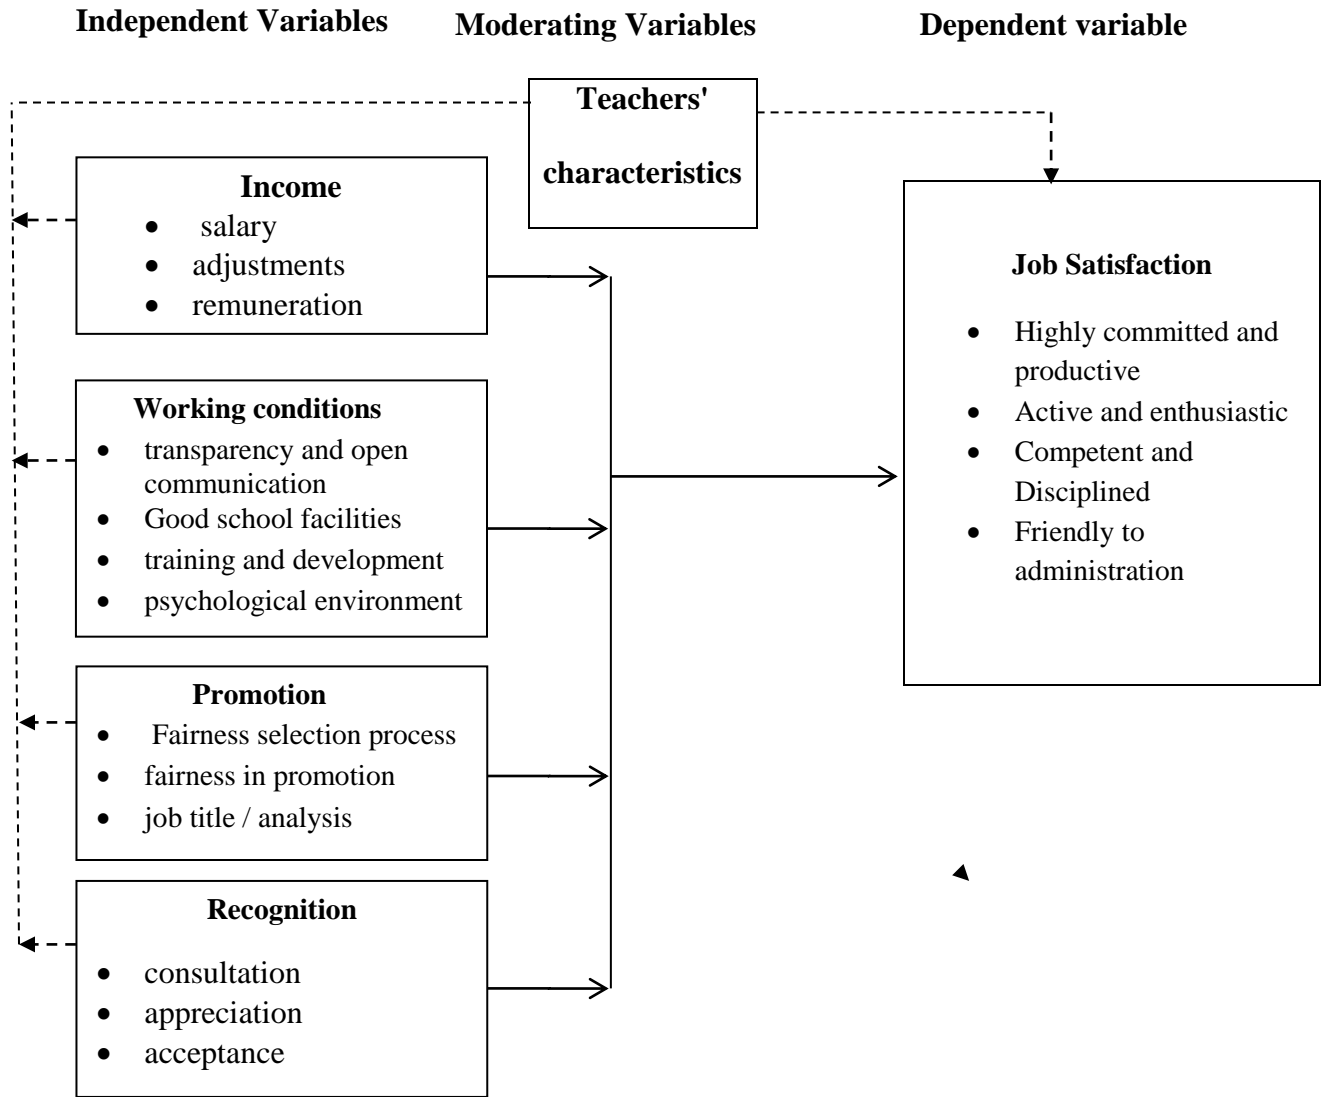 Independent Variables
Moderating Variables
Dependent variable
Teachers'
characteristics
Income
• salary
• adjustments
• remuneration
Working conditions
• transparency and open
communication
• Good school facilities
• training and development
• psychological environment
Promotion
• Fairness selection process
• fairness in promotion
• job title / analysis
Recognition
• consultation
• appreciation
• acceptance
Job Satisfaction
• Highly committed and
productive
• Active and enthusiastic
• Competent and
Disciplined
• Friendly to
administration